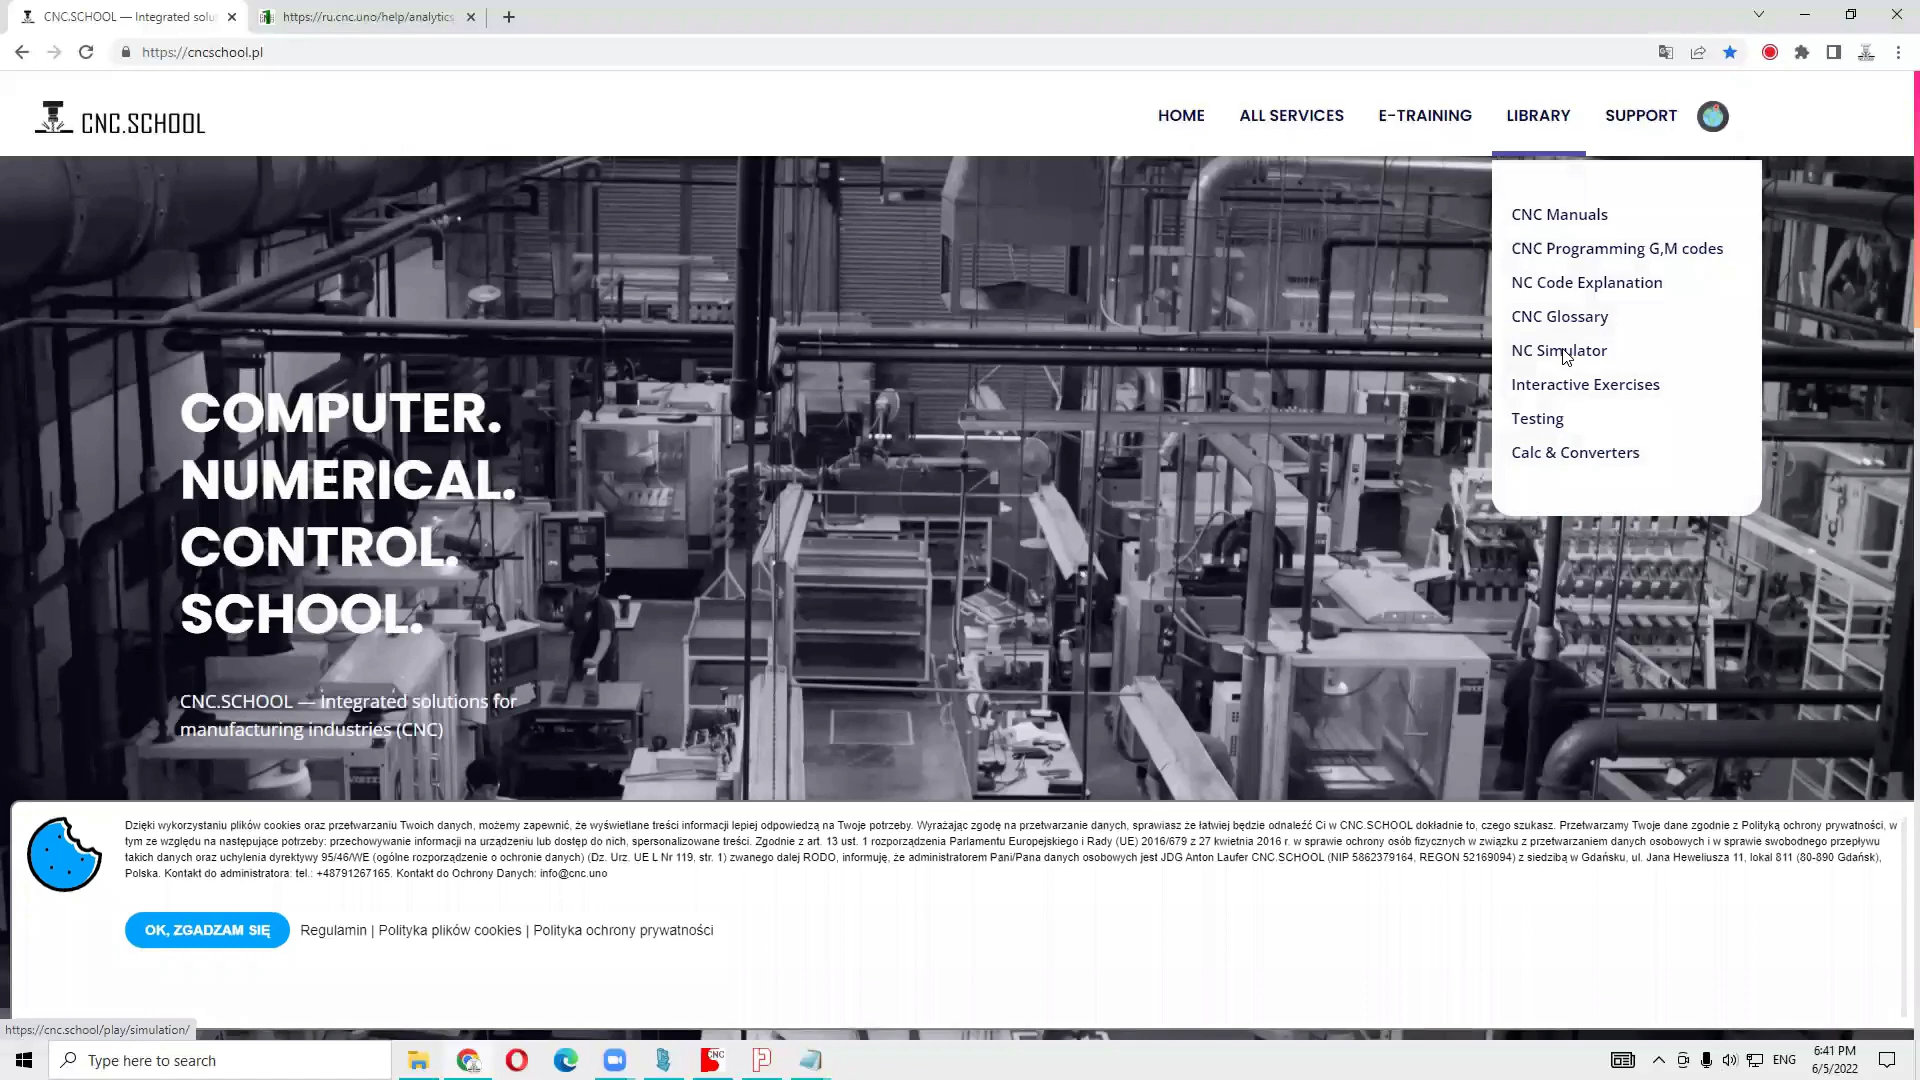 CNC.SCHOOL — Integrated solu
https://ru.cnc.uno/help/analytics
https://cncschool.pl
CNC.SCHOOL
HOME
ALL SERVICES
E-TRAINING
LIBRARY
SUPPORT
CNC Manuals
CNC Programming G,M codes
NC Code Explanation
CNC Glossary
NC Simulator
Interactive Exercises
Testing
Calc & Converters
COMPUTER.
NUMERICAL.
CONTROL.
SCHOOL.
CNC.SCHOOL — Integrated solutions for
manufacturing industries (CNC)
Dzięki wykorzystaniu plików cookies oraz przetwarzaniu Twoich danych, możemy zapewnić, że wyświetlane treści informacji lepiej odpowiedzą na Twoje potrzeby. Wyrażając zgodę na przetwarzanie danych, sprawiasz że łatwiej będzie odnaleźć Ci w CNC.SCHOOL dokładnie to, czego szukasz. Przetwarzamy Twoje dane zgodnie z Polityką ochrony prywatności, w
tym ze względu na następujące potrzeby: przechowywanie informacji na urządzeniu lub dostęp do nich, spersonalizowane treści. Zgodnie z art. 13 ust. 1 rozporządzenia Parlamentu Europejskiego i Rady (UE) 2016/679 z 27 kwietnia 2016 r. w sprawie ochrony osób fizycznych w związku z przetwarzaniem danych osobowych i w sprawie swobodnego przepływu
takich danych oraz uchylenia dyrektywy 95/46/WE (ogólne rozporządzenie o ochronie danych) (Dz. Urz. UE L Nr 119, str. 1) zwanego dalej RODO, informuję, że administratorem Pani/Pana danych osobowych jest JDG Anton Laufer CNC.SCHOOL (NIP 5862379164, REGON 52169094) z siedzibą w Gdańsku, ul. Jana Heweliusza 11, lokal 811 (80-890 Gdańsk),
Polska. Kontakt do administratora: tel.: +48791267165. Kontakt do Ochrony Danych: info@cnc.uno
OK, ZGADZAM SIĘ
Regulamin | Polityka plików cookies | Polityka ochrony prywatności
https://cnc.school/play/simulation/
Type here to search
CNC
ENG
6:41 PM
6/5/2022